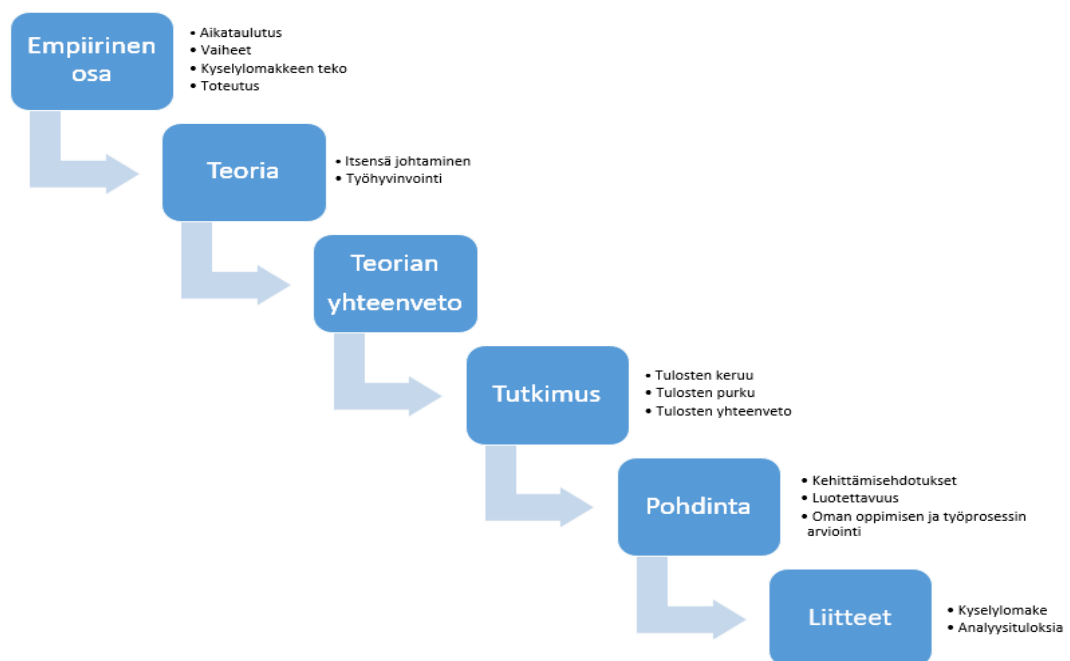 Empiirinen
osa
• Aikataulutus
• Vaiheet
• Kyselylomakkeen teko
• Toteutus
Teoria
• Itsensä johtaminen
• Työhyvinvointi
Teorian
yhteenveto
Tutkimus
• Tulosten keruu
• Tulosten purku
• Tulosten yhteenveto
Pohdinta
• Kehittämisehdotukset
• Luotettavuus
• Oman oppimisen ja työprosessin
arviointi
Liitteet
• Kyselylomake
• Analyysituloksia